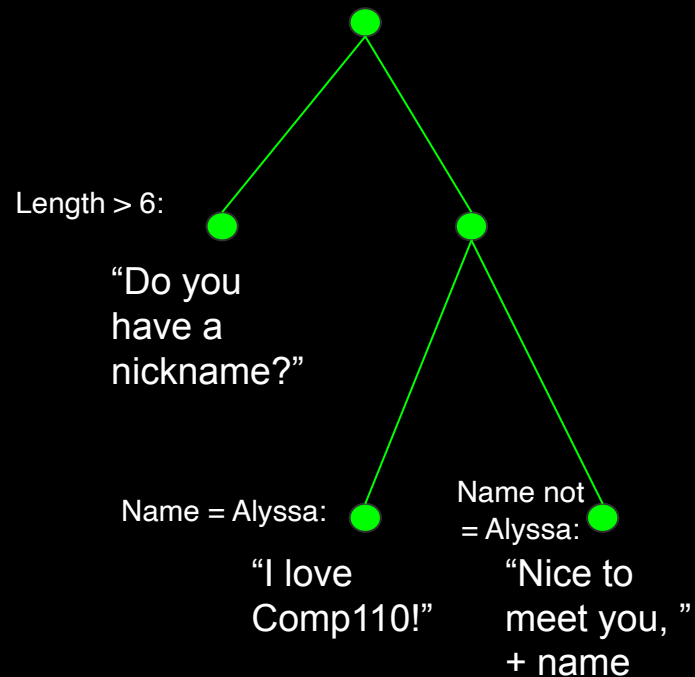 Length > 6:
“Do you
have a
nickname?”
Name = Alyssa:
“I love
Comp110!”
Name not
= Alyssa:
“Nice to
meet you, ”
+ name